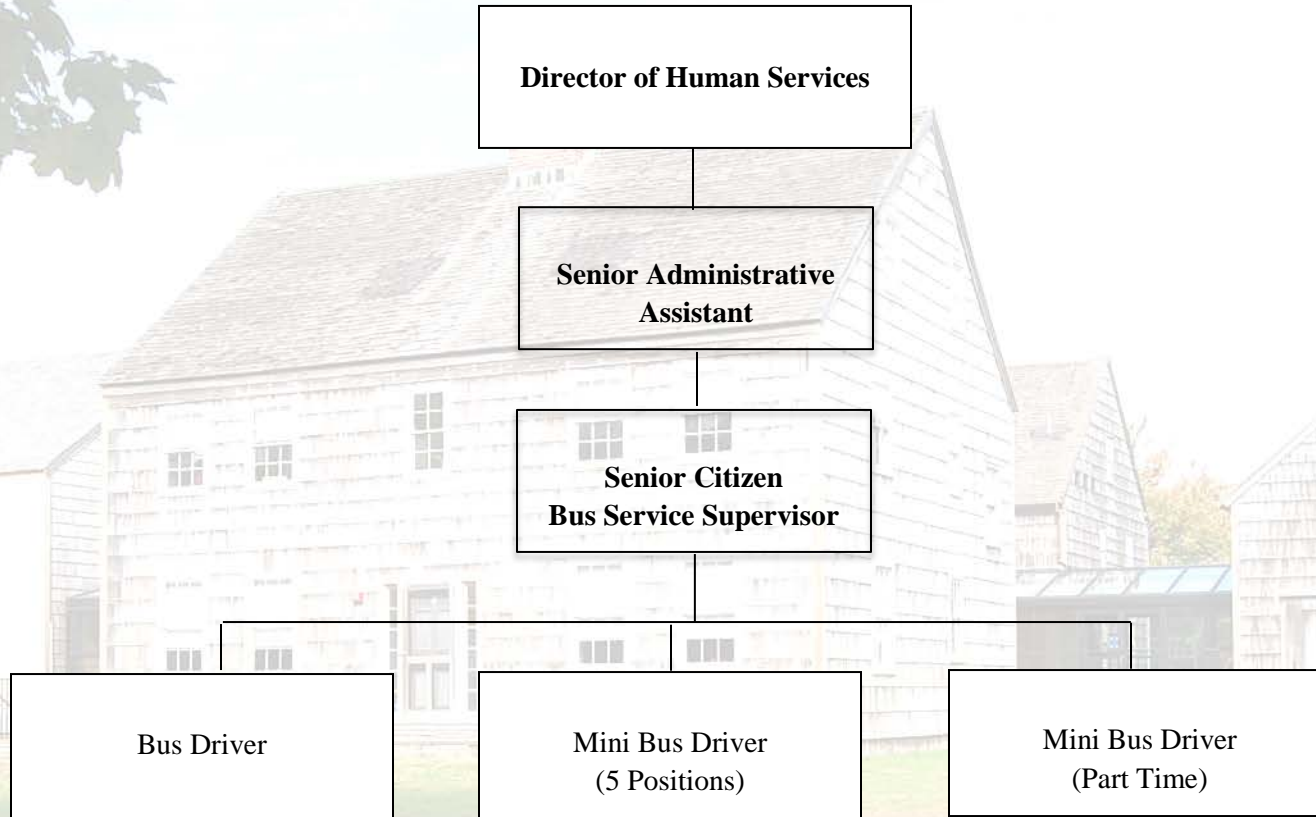 Director of Human Services
Senior Administrative
Assistant
Senior Citizen
Bus Service Supervisor
Bus Driver
Mini Bus Driver
(5 Positions)
Mini Bus Driver
(Part Time)